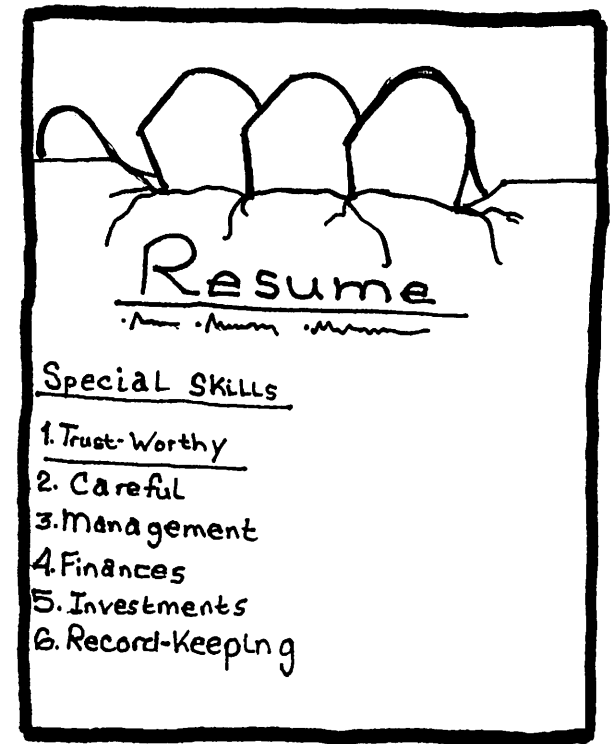 Resume
Special Skills
1. Trust-Worthy
2. Careful
3. Management
4. Finances
5. Investments
6. Record-Keeping